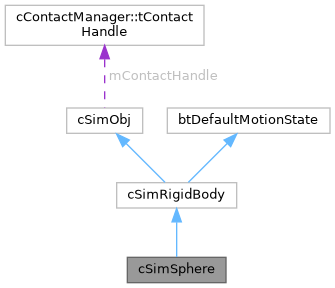 cContactManager::tContact
Handle
mContactHandle
cSimObj
btDefaultMotionState
cSimRigidBody
cSimSphere